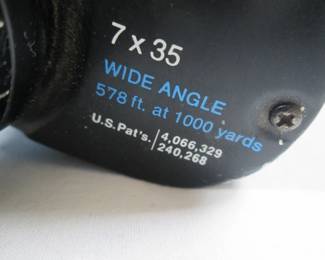 7 x 35
WIDE ANGLE
578 ft. at 1000 yards
U.S. Pat's. 4,066,329
240,268